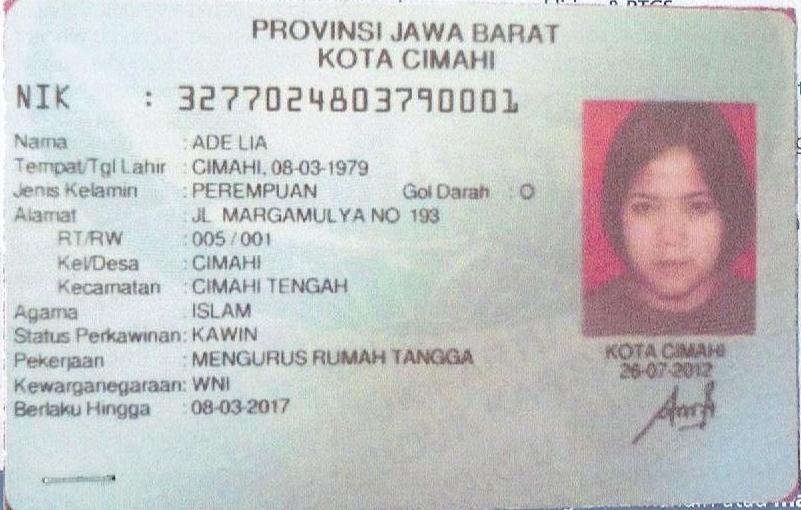 PROVINSI JAWA BARAT
KOTA CIMAHI
NIK : 3277024803790001
Nama : ADE LIA
Tempat/Tgl Lahir : CIMAHI, 08-03-1979
Jenis Kelamin : PEREMPUAN Gol Darah : O
Alamat : JL MARGAMULYA NO 193
RT/RW : 005 / 001
Kel/Desa : CIMAHI
Kecamatan : CIMAHI TENGAH
Agama : ISLAM
Status Perkawinan: KAWIN
Pekerjaan : MENGURUS RUMAH TANGGA
Kewarganegaraan: WNI
Berlaku Hingga : 08-03-2017
KOTA CIMAHI
26-07-2012